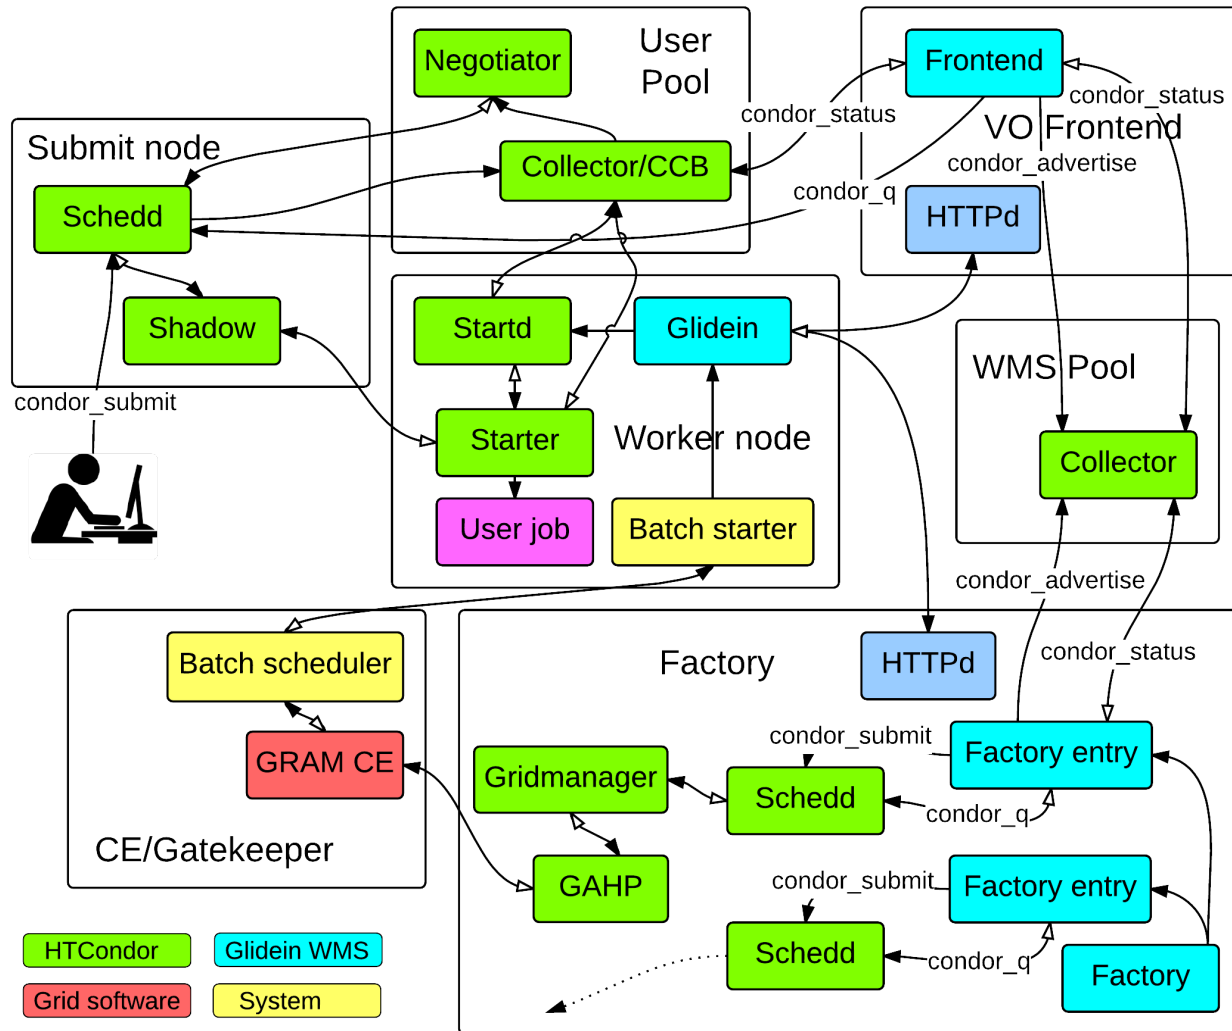 User
Pool
Negotiator
Frontend
condor_status
condor_status
VO Frontend
Submit node
Collector/CCB
condor_advertise
condor_q
Schedd
HTTPd
Shadow
Startd
Glidein
WMS Pool
condor_submit
Starter
Worker node
Collector
User job
Batch starter
condor_advertise
Batch scheduler
Factory
HTTPd
condor_status
GRAM CE
Gridmanager
condor_submit
Factory entry
Schedd
condor_q
CE/Gatekeeper
GAHP
condor_submit
Factory entry
Schedd
condor_q
Factory
HTCondor
Glidein WMS
Grid software
System